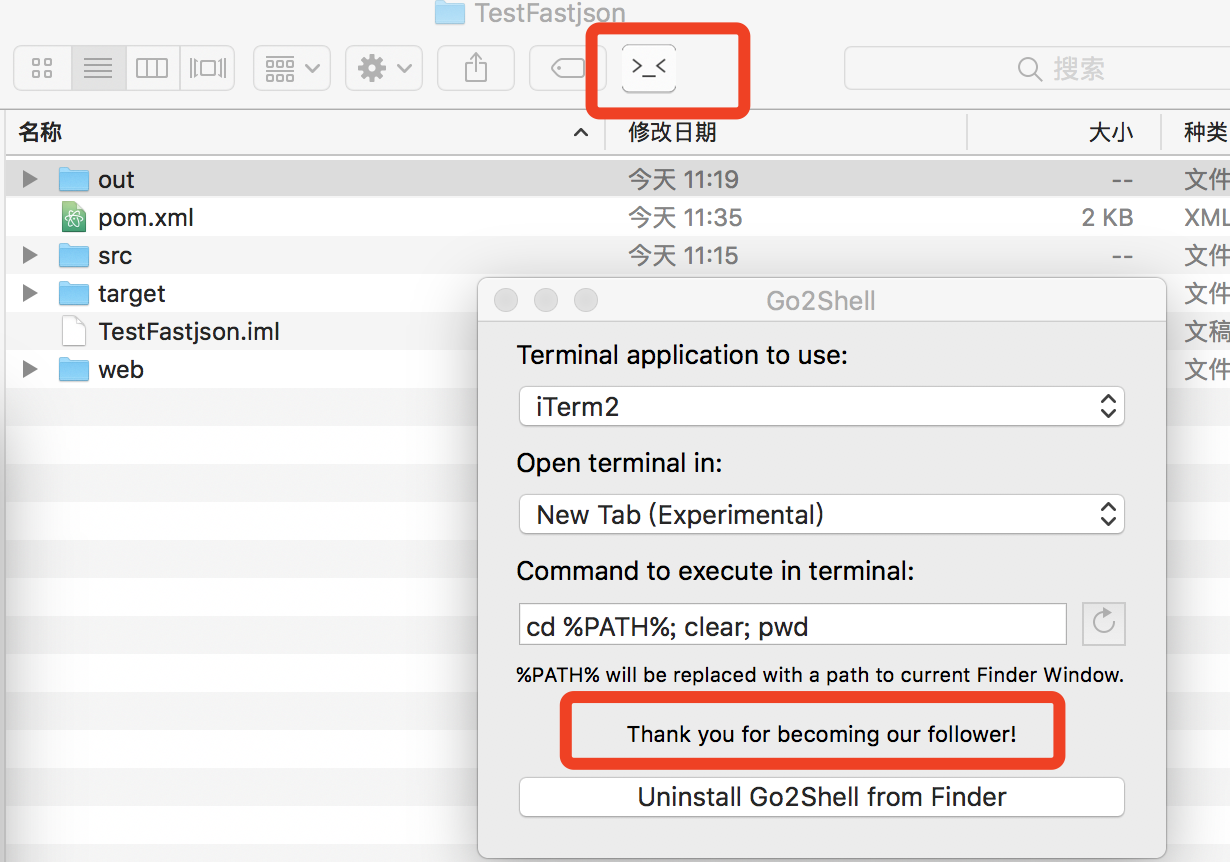 TestFastjson
>_<
搜索
名称 修改日期 大小 种类
out 今天 11:19 -- 文件
pom.xml 今天 11:35 2 KB XML
src 今天 11:15 -- 文件
target 文件
TestFastjson.iml 文稿
web 文件
Go2Shell
Terminal application to use:
iTerm2
Open terminal in:
New Tab (Experimental)
Command to execute in terminal:
cd %PATH%; clear; pwd
%PATH% will be replaced with a path to current Finder Window.
Thank you for becoming our follower!
Uninstall Go2Shell from Finder